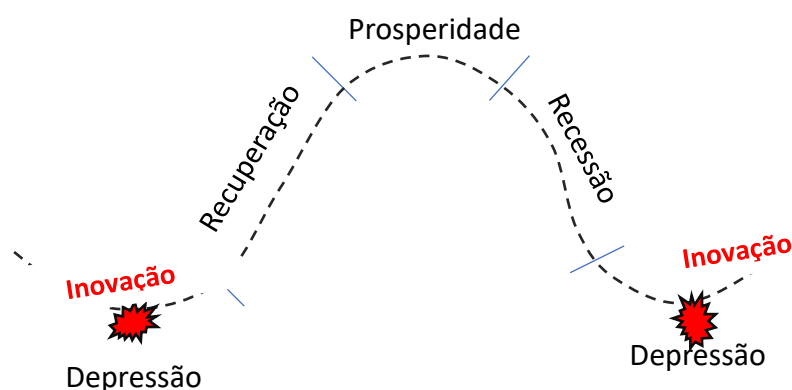 Prosperidade
Recuperação
Recessão
Inovação
Inovação
Depressão
Depressão